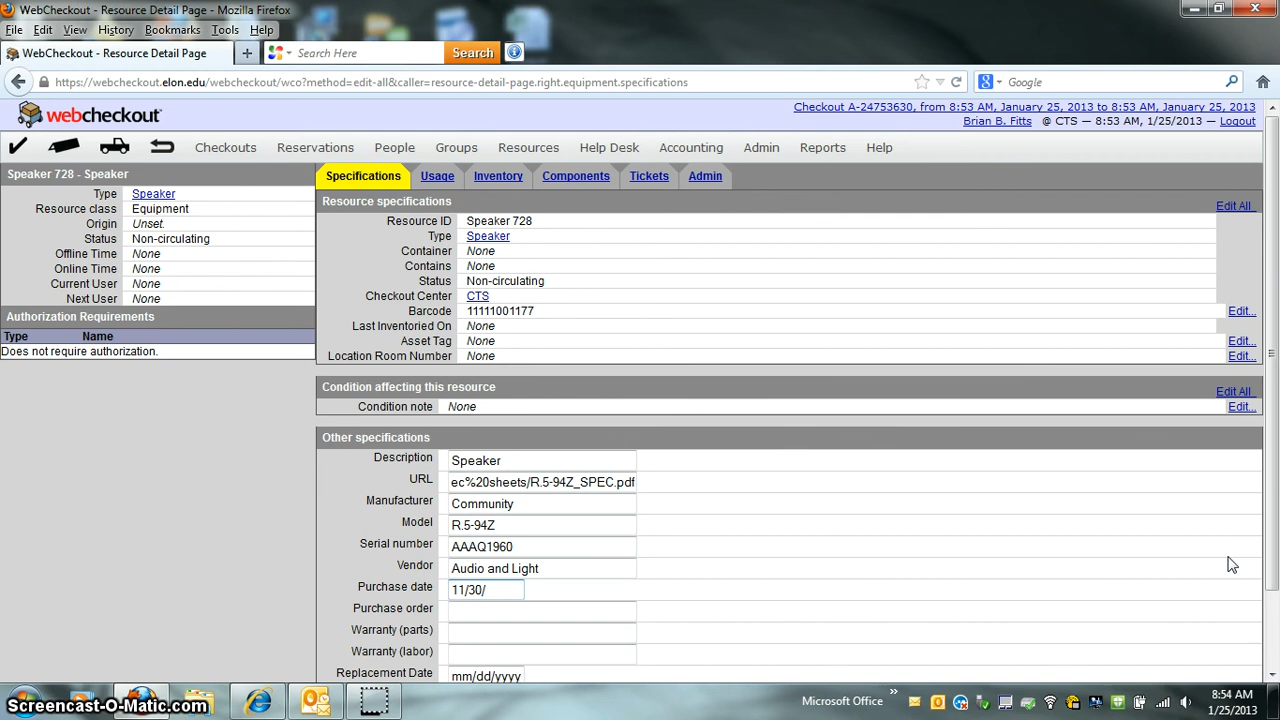 WebCheckout - Resource Detail Page - Mozilla Firefox
File Edit View History Bookmarks Tools Help
WebCheckout - Resource Detail Page + Search Here Search
https://webcheckout.elon.edu/webcheckout/wco?method=edit-all&caller=resource-detail-page.right.equipment.specifications Google
webcheckout
Checkout A-24753630, from 8:53 AM, January 25, 2013 to 8:53 AM, January 25, 2013
Brian B. Fitts @ CTS — 8:53 AM, 1/25/2013 - Logout
Checkouts Reservations People Groups Resources Help Desk Accounting Admin Reports Help
Speaker 728 - Speaker
Type Speaker
Resource class Equipment
Origin Unset.
Status Non-circulating
Offline Time None
Online Time None
Current User None
Next User None
Authorization Requirements
Type Name
Does not require authorization.
Specifications Usage Inventory Components Tickets Admin
Resource specifications Edit All
Resource ID Speaker 728
Type Speaker
Container None
Contains None
Status Non-circulating
Checkout Center CTS
Barcode 11111001177 Edit...
Last Inventoried On None
Asset Tag None Edit...
Location Room Number None Edit...
Condition affecting this resource Edit All
Condition note None Edit...
Other specifications
Description Speaker
URL ec%20sheets/R.5-94Z_SPEC.pdf
Manufacturer Community
Model R.5-94Z
Serial number AAAQ1960
Vendor Audio and Light
Purchase date 11/30/
Purchase order
Warranty (parts)
Warranty (labor)
Replacement Date mm/dd/yyyy
Screencast-O-Matic.com
Microsoft Office »
8:54 AM
1/25/2013